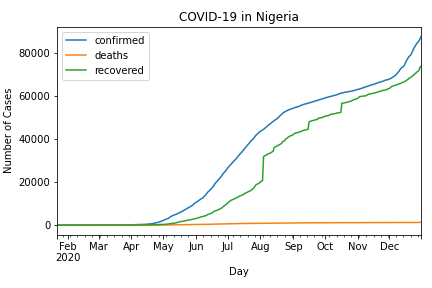 COVID-19 in Nigeria
confirmed
deaths
recovered
Number of Cases
80000
60000
40000
20000
0
Feb Mar Apr May Jun Jul Aug Sep Oct Nov Dec
2020
Day